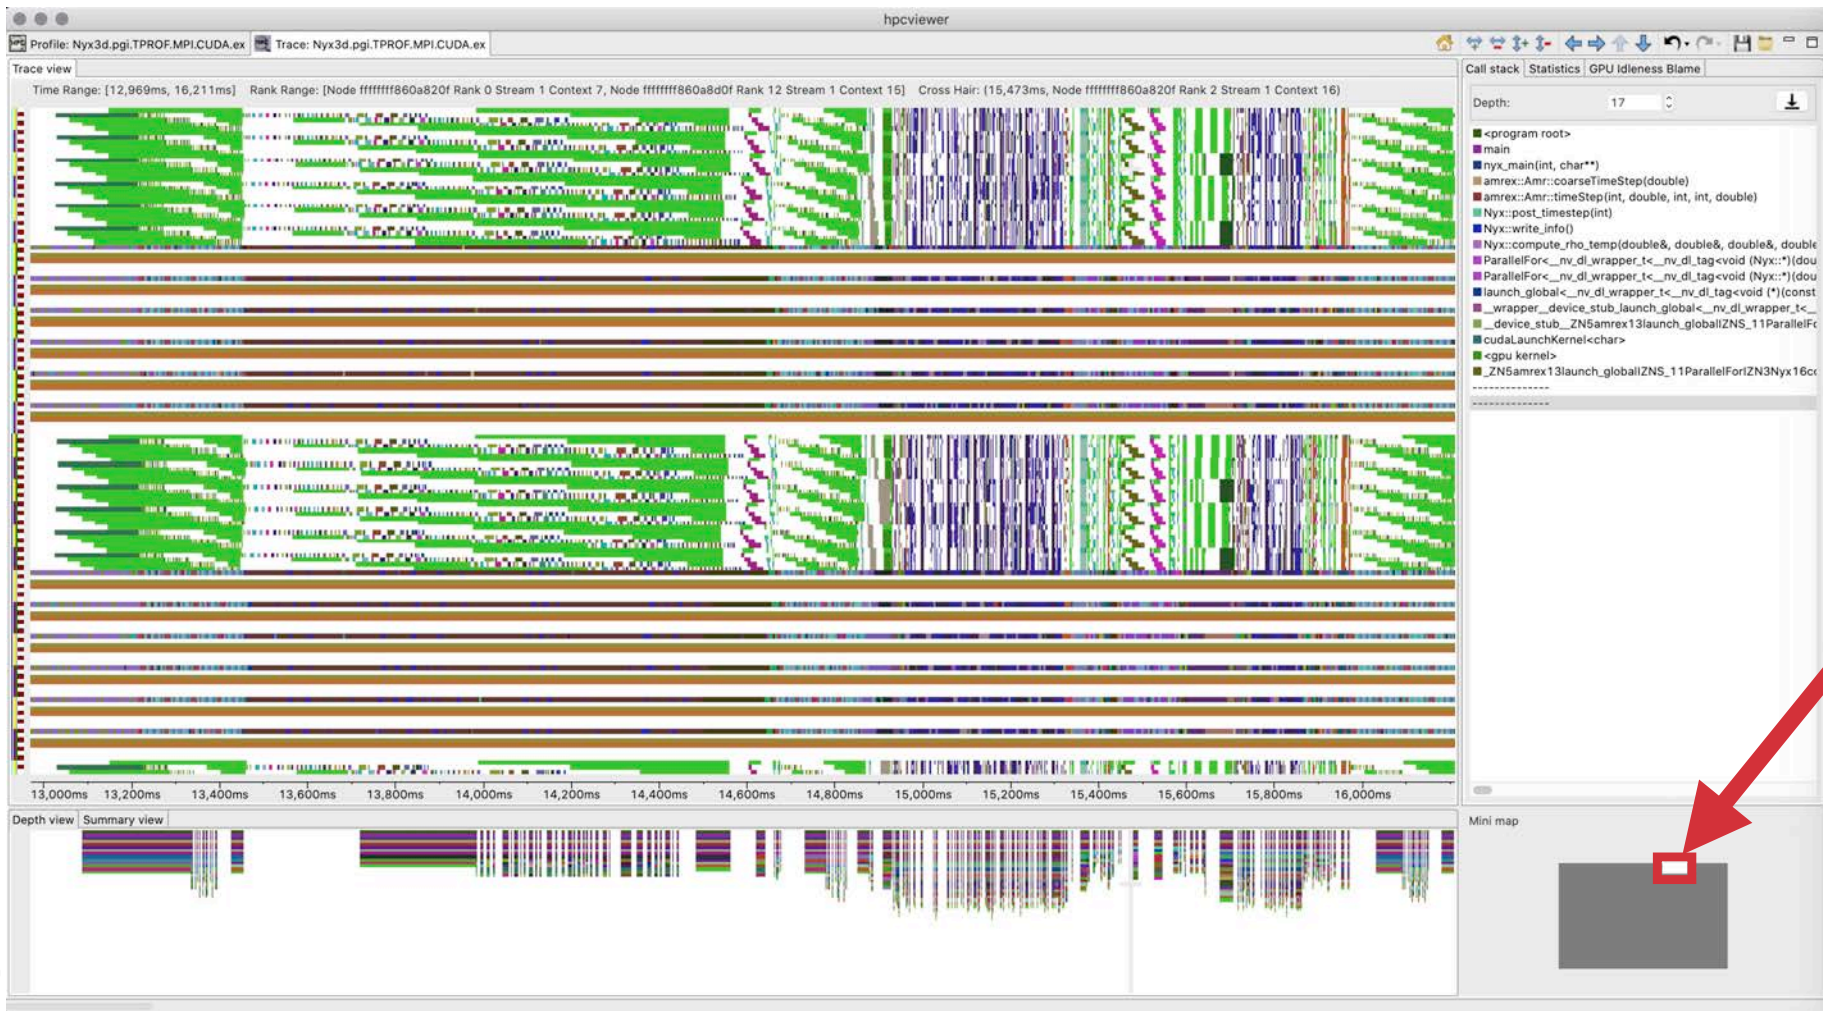 hpcviewer
Profile: Nyx3d.pgi.TPROF.MPI.CUDA.ex
Trace: Nyx3d.pgi.TPROF.MPI.CUDA.ex
Trace view
Time Range: [12,969ms, 16,211ms] Rank Range: [Node ffffffff860a820f Rank 0 Stream 1 Context 7, Node ffffffff860a8d0f Rank 12 Stream 1 Context 15] Cross Hair: (15,473ms, Node ffffffff860a820f Rank 2 Stream 1 Context 16)
Call stack Statistics GPU Idleness Blame
Depth: 17
<program root>
main
nyx_main(int, char**)
amrex::Amr::coarseTimeStep(double)
amrex::Amr::timeStep(int, double, int, int, double)
Nyx::post_timestep(int)
Nyx::write_info()
Nyx::compute_rho_temp(double&, double&, double&, double
ParallelFor<__nv_dl_wrapper_t<__nv_dl_tag<void (Nyx::*)(dou
ParallelFor<__nv_dl_wrapper_t<__nv_dl_tag<void (Nyx::*)(dou
launch_global<__nv_dl_wrapper_t<__nv_dl_tag<void (*)(const
__wrapper__device_stub_launch_global<__nv_dl_wrapper_t<__
__device_stub__ZN5amrex13launch_globalIZNS_11ParallelFo
cudaLaunchKernel<char>
<gpu kernel>
_ZN5amrex13launch_globalIZNS_11ParallelForIZN3Nyx16co
--------------
--------------
13,000ms 13,200ms 13,400ms 13,600ms 13,800ms 14,000ms 14,200ms 14,400ms 14,600ms 14,800ms 15,000ms 15,200ms 15,400ms 15,600ms 15,800ms 16,000ms
Depth view Summary view
Mini map